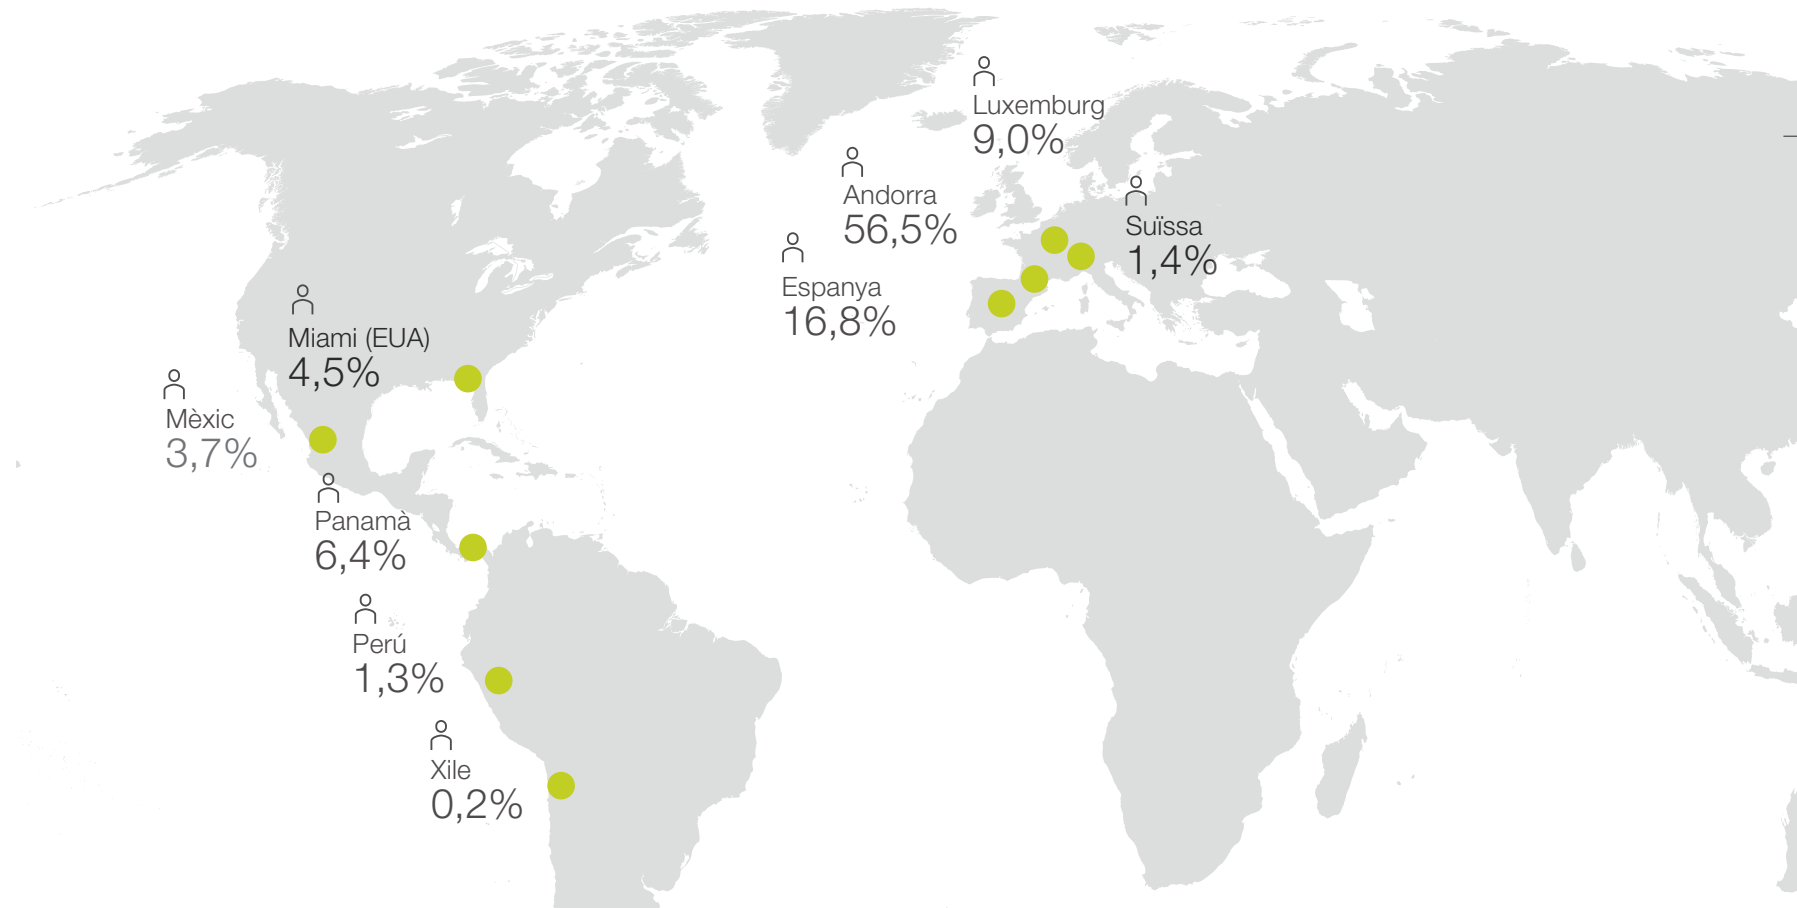 Luxemburg
9,0%
Andorra
56,5%
Suïssa
1,4%
Espanya
16,8%
Miami (EUA)
4,5%
Mèxic
3,7%
Panamà
6,4%
Perú
1,3%
Xile
0,2%